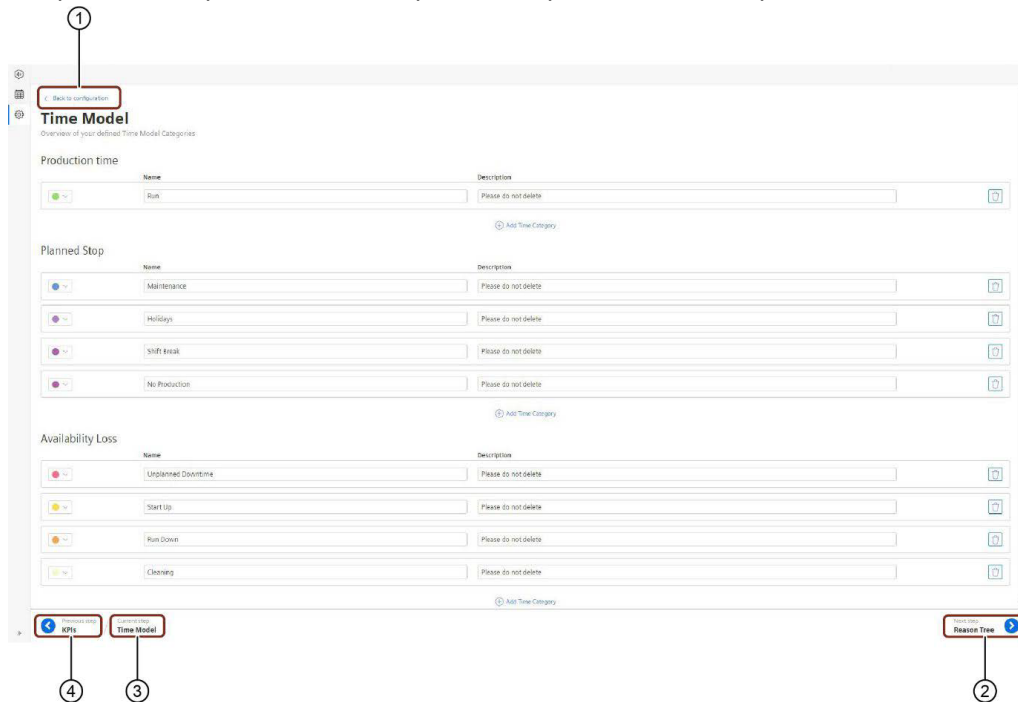 1
Back to configuration
Time Model
Overview of your defined Time Model Categories
Production time
Name Description
Run Please do not delete
Add Time Category
Planned Stop
Name Description
Maintenance Please do not delete
Holidays Please do not delete
Shift Break Please do not delete
No Production Please do not delete
Add Time Category
Availability Loss
Name Description
Unplanned Downtime Please do not delete
Start Up Please do not delete
Run Down Please do not delete
Cleaning Please do not delete
Add Time Category
Previous step Current step Next step
KPIs Time Model Reason Tree
4 3 2